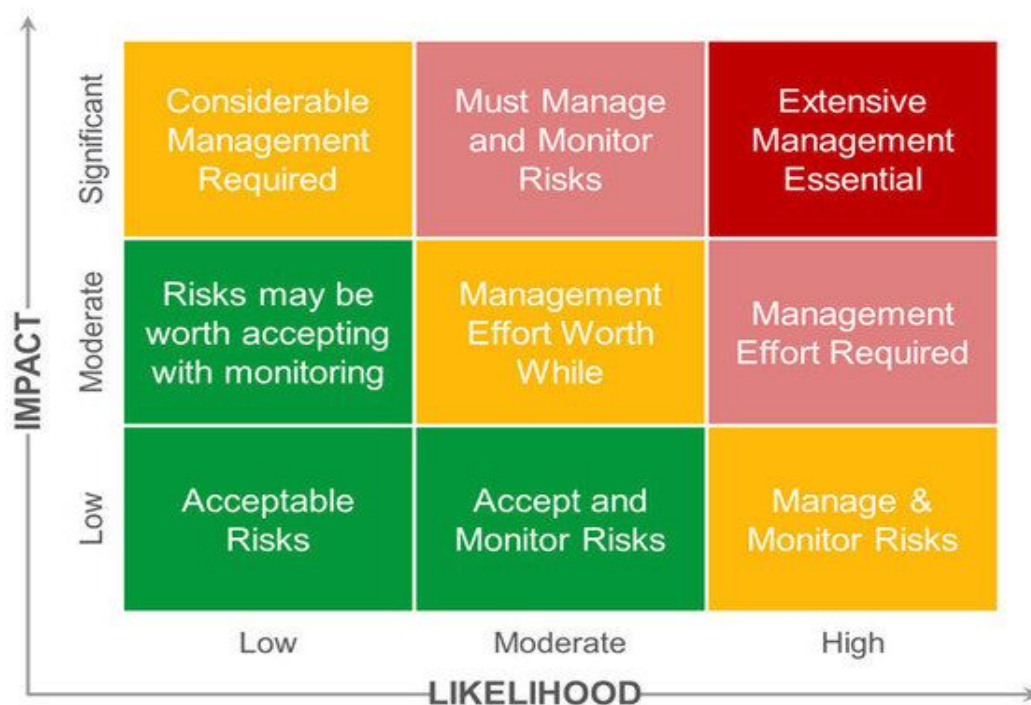 IMPACT
Significant
Considerable
Management
Required
Must Manage
and Monitor
Risks
Extensive
Management
Essential
Moderate
Risks may be
worth accepting
with monitoring
Management
Effort Worth
While
Management
Effort Required
Low
Acceptable
Risks
Accept and
Monitor Risks
Manage &
Monitor Risks
Low
Moderate
High
LIKELIHOOD